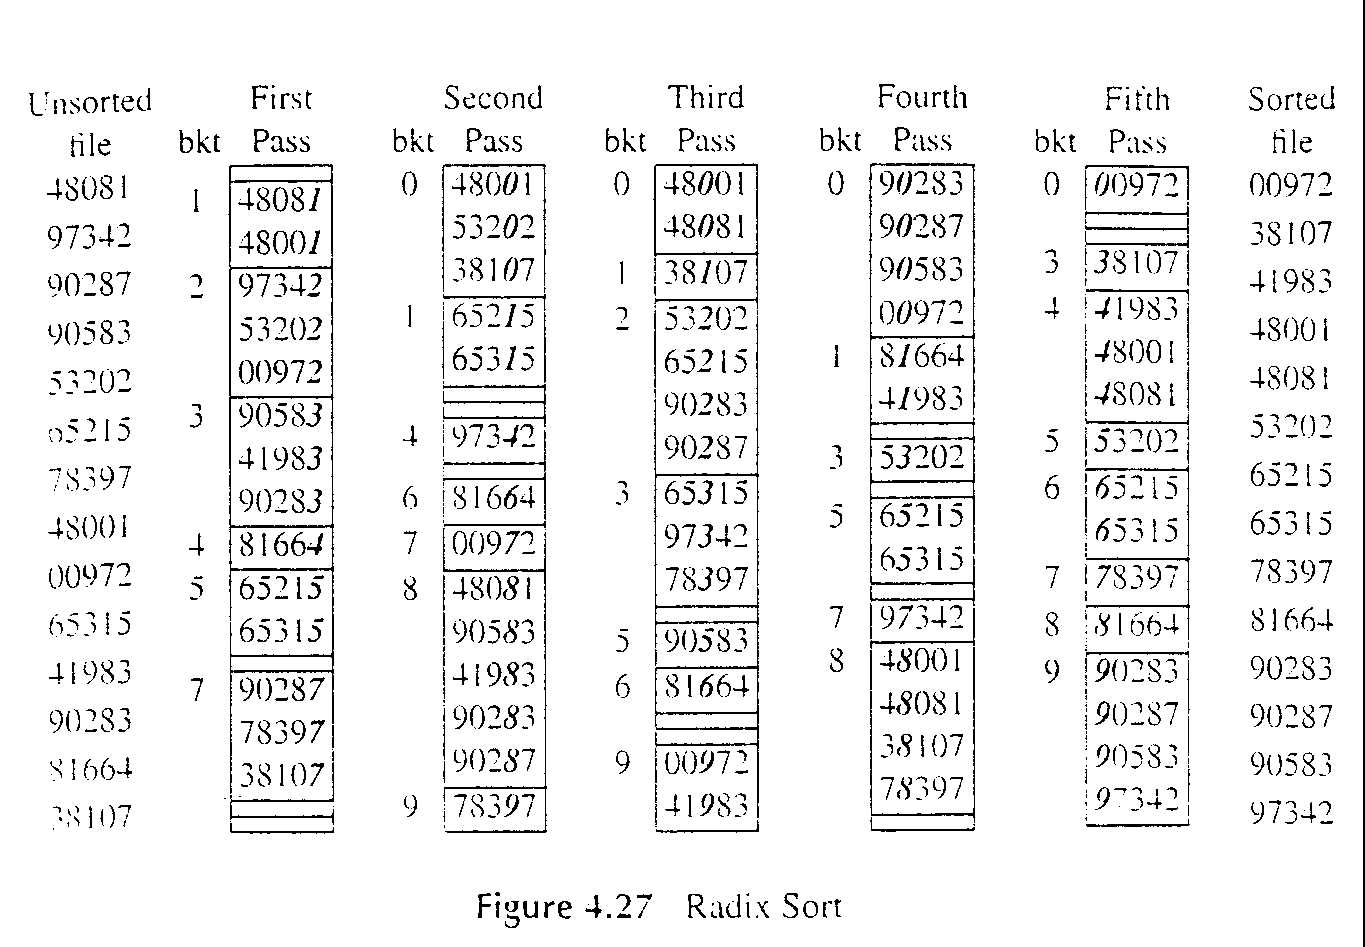 First Second Third Fourth Fifth Sorted
Unsorted
file bkt Pass bkt Pass bkt Pass bkt Pass bkt Pass file
48081 0 48001 0 48001 0 90283 0 00972 00972
1 48081
97342 53202 48081 90287 38107
48001
90287 2 97342 38107 1 38107 90583 3 38107 41983
90583 53202 1 65215 2 53202 00972 4 41983 48001
53202 00972 65315 65215 1 81664 48001 48081
65215 3 90583 90283 41983 48081 53202
41983 4 97342 90287 3 53202 5 53202
78397 90283 6 81664 3 65315 5 65215 6 65215 65215
48001 4 81664 7 00972 97342 65315 65315 65315
00972 5 65215 8 48081 78397 7 78397 78397
65315 65315 90583 5 90583 7 97342 8 81664 81664
41983 7 90287 41983 6 81664 8 48001 9 90283 90283
90283 78397 90283 48081 90287 90287
81664 38107 90287 9 00972 38107 90583 90583
38107 9 78397 41983 78397 97342 97342
Figure 4.27 Radix Sort